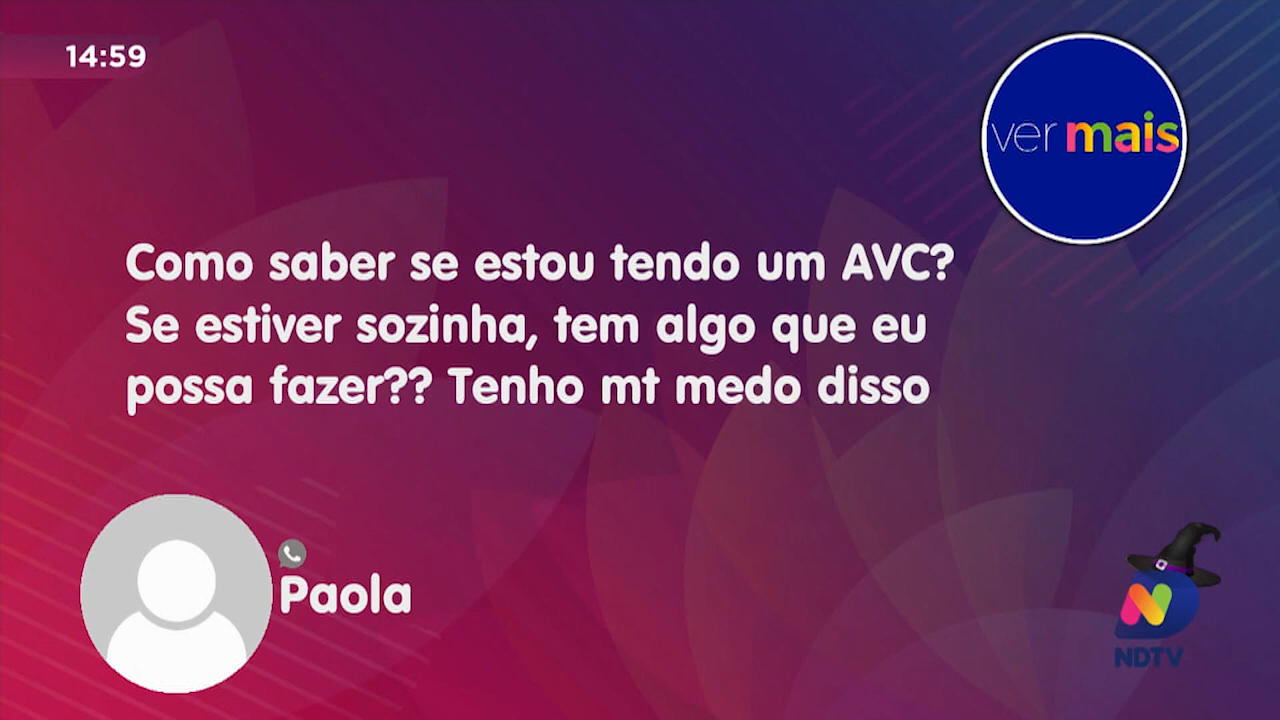 14:59
ver mais
Como saber se estou tendo um AVC?
Se estiver sozinha, tem algo que eu
possa fazer?? Tenho mt medo disso
Paola
NDTV